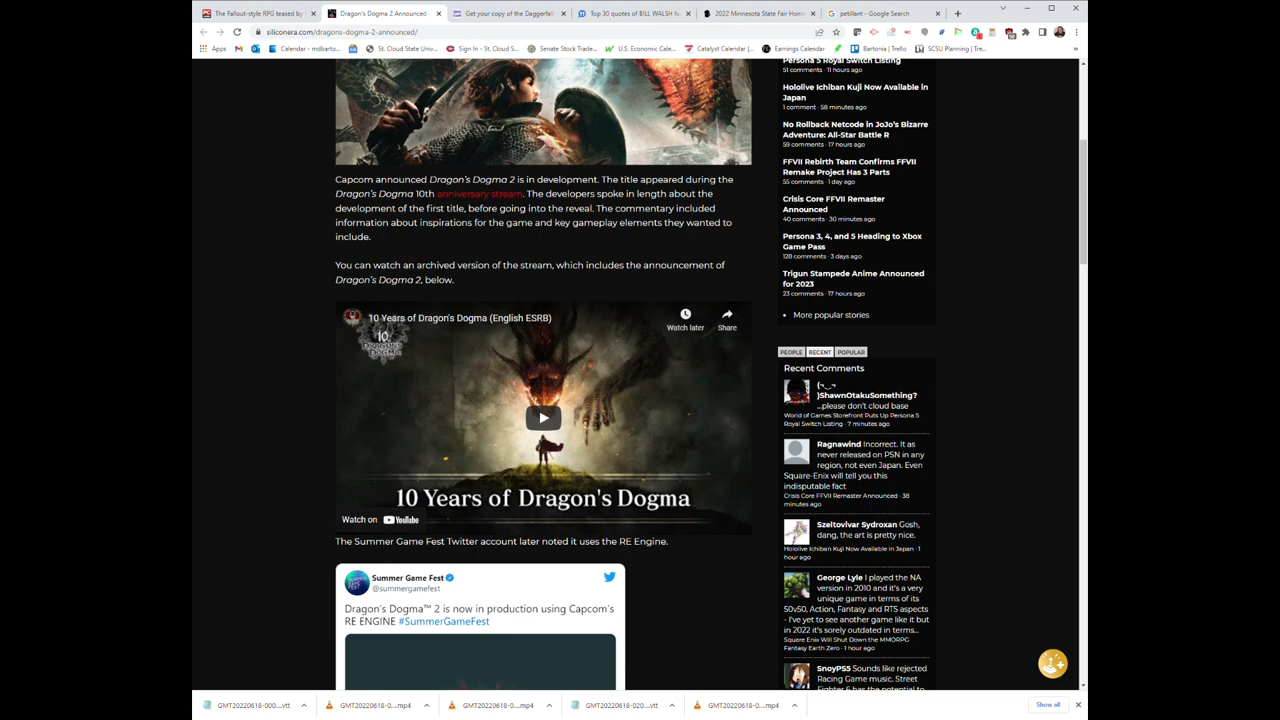 The Fallout-style RPG teased by
Dragon's Dogma 2 Announced
Get your copy of the Daggerfall
Top 30 quotes of BILL WALSH fo
2022 Minnesota State Fair Hom
petillant - Google Search
siliconera.com/dragons-dogma-2-announced/
Apps
Calendar - mdbarto...
St. Cloud State Univ...
Sign In - St. Cloud S...
Senate Stock Trade...
U.S. Economic Cale...
Catalyst Calendar |...
Earnings Calendar
Bartonia | Trello
SCSU Planning | Tre...
»
Capcom announced Dragon's Dogma 2 is in development. The title appeared during the
Dragon's Dogma 10th anniversary stream. The developers spoke in length about the
development of the first title, before going into the reveal. The commentary included
information about inspirations for the game and key gameplay elements they wanted to
include.
You can watch an archived version of the stream, which includes the announcement of
Dragon's Dogma 2, below.
10 Years of Dragon's Dogma (English ESRB)
Watch later
Share
10
DRAGON'S DOGMA
10 Years of Dragon's Dogma
Watch on YouTube
The Summer Game Fest Twitter account later noted it uses the RE Engine.
Summer Game Fest
@summergamefest
Dragon's Dogma™ 2 is now in production using Capcom's
RE ENGINE #SummerGameFest
Persona 5 Royal Switch Listing
51 comments · 11 hours ago
Hololive Ichiban Kuji Now Available in
Japan
1 comment · 58 minutes ago
No Rollback Netcode in JoJo's Bizarre
Adventure: All-Star Battle R
59 comments · 17 hours ago
FFVII Rebirth Team Confirms FFVII
Remake Project Has 3 Parts
55 comments · 1 day ago
Crisis Core FFVII Remaster
Announced
40 comments · 30 minutes ago
Persona 3, 4, and 5 Heading to Xbox
Game Pass
128 comments · 3 days ago
Trigun Stampede Anime Announced
for 2023
23 comments · 17 hours ago
• More popular stories
PEOPLE RECENT POPULAR
Recent Comments
(¬‿¬
)ShawnOtakuSomething?
...please don't cloud base
World of Games Storefront Puts Up Persona 5
Royal Switch Listing · 7 minutes ago
Ragnawind Incorrect. It as
never released on PSN in any
region, not even Japan. Even
Square-Enix will tell you this
indisputable fact
Crisis Core FFVII Remaster Announced · 38
minutes ago
Szeltovivar Sydroxan Gosh,
dang, the art is pretty nice.
Hololive Ichiban Kuji Now Available in Japan · 1
hour ago
George Lyle I played the NA
version in 2010 and it's a very
unique game in terms of its
50v50, Action, Fantasy and RTS aspects
- I've yet to see another game like it but
in 2022 it's sorely outdated in terms...
Square Enix Will Shut Down the MMORPG
Fantasy Earth Zero · 1 hour ago
SnoyPS5 Sounds like rejected
Racing Game music. Street
Fighter 6 has the potential to
GMT20220618-000....vtt
GMT20220618-0....mp4
GMT20220618-0....mp4
GMT20220618-020....vtt
GMT20220618-0....mp4
Show all